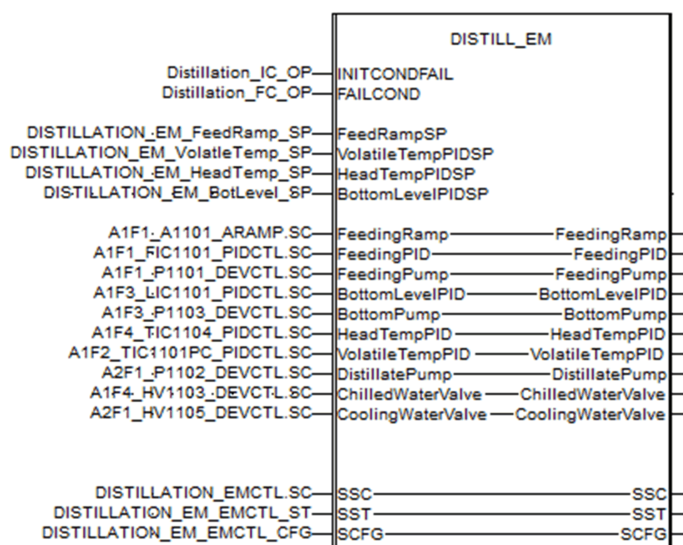 DISTILL_EM
Distillation_IC_OP INITCONDFAIL
Distillation_FC_OP FAILCOND
DISTILLATION_EM_FeedRamp_SP FeedRampSP
DISTILLATION_EM_VolatleTemp_SP VolatileTempPIDSP
DISTILLATION_EM_HeadTemp_SP HeadTempPIDSP
DISTILLATION_EM_BotLevel_SP BottomLevelPIDSP
A1F1_A1101_ARAMP.SC FeedingRamp FeedingRamp
A1F1_FIC1101_PIDCTL.SC FeedingPID FeedingPID
A1F1_P1101_DEVCTL.SC FeedingPump FeedingPump
A1F3_LIC1101_PIDCTL.SC BottomLevelPID BottomLevelPID
A1F3_P1103_DEVCTL.SC BottomPump BottomPump
A1F4_TIC1104_PIDCTL.SC HeadTempPID HeadTempPID
A1F2_TIC1101PC_PIDCTL.SC VolatileTempPID VolatileTempPID
A2F1_P1102_DEVCTL.SC DistillatePump DistillatePump
A1F4_HV1103_DEVCTL.SC ChilledWaterValve ChilledWaterValve
A2F1_HV1105_DEVCTL.SC CoolingWaterValve CoolingWaterValve
DISTILLATION_EMCTL.SC SSC SSC
DISTILLATION_EM_EMCTL_ST SST SST
DISTILLATION_EM_EMCTL_CFG SCFG SCFG